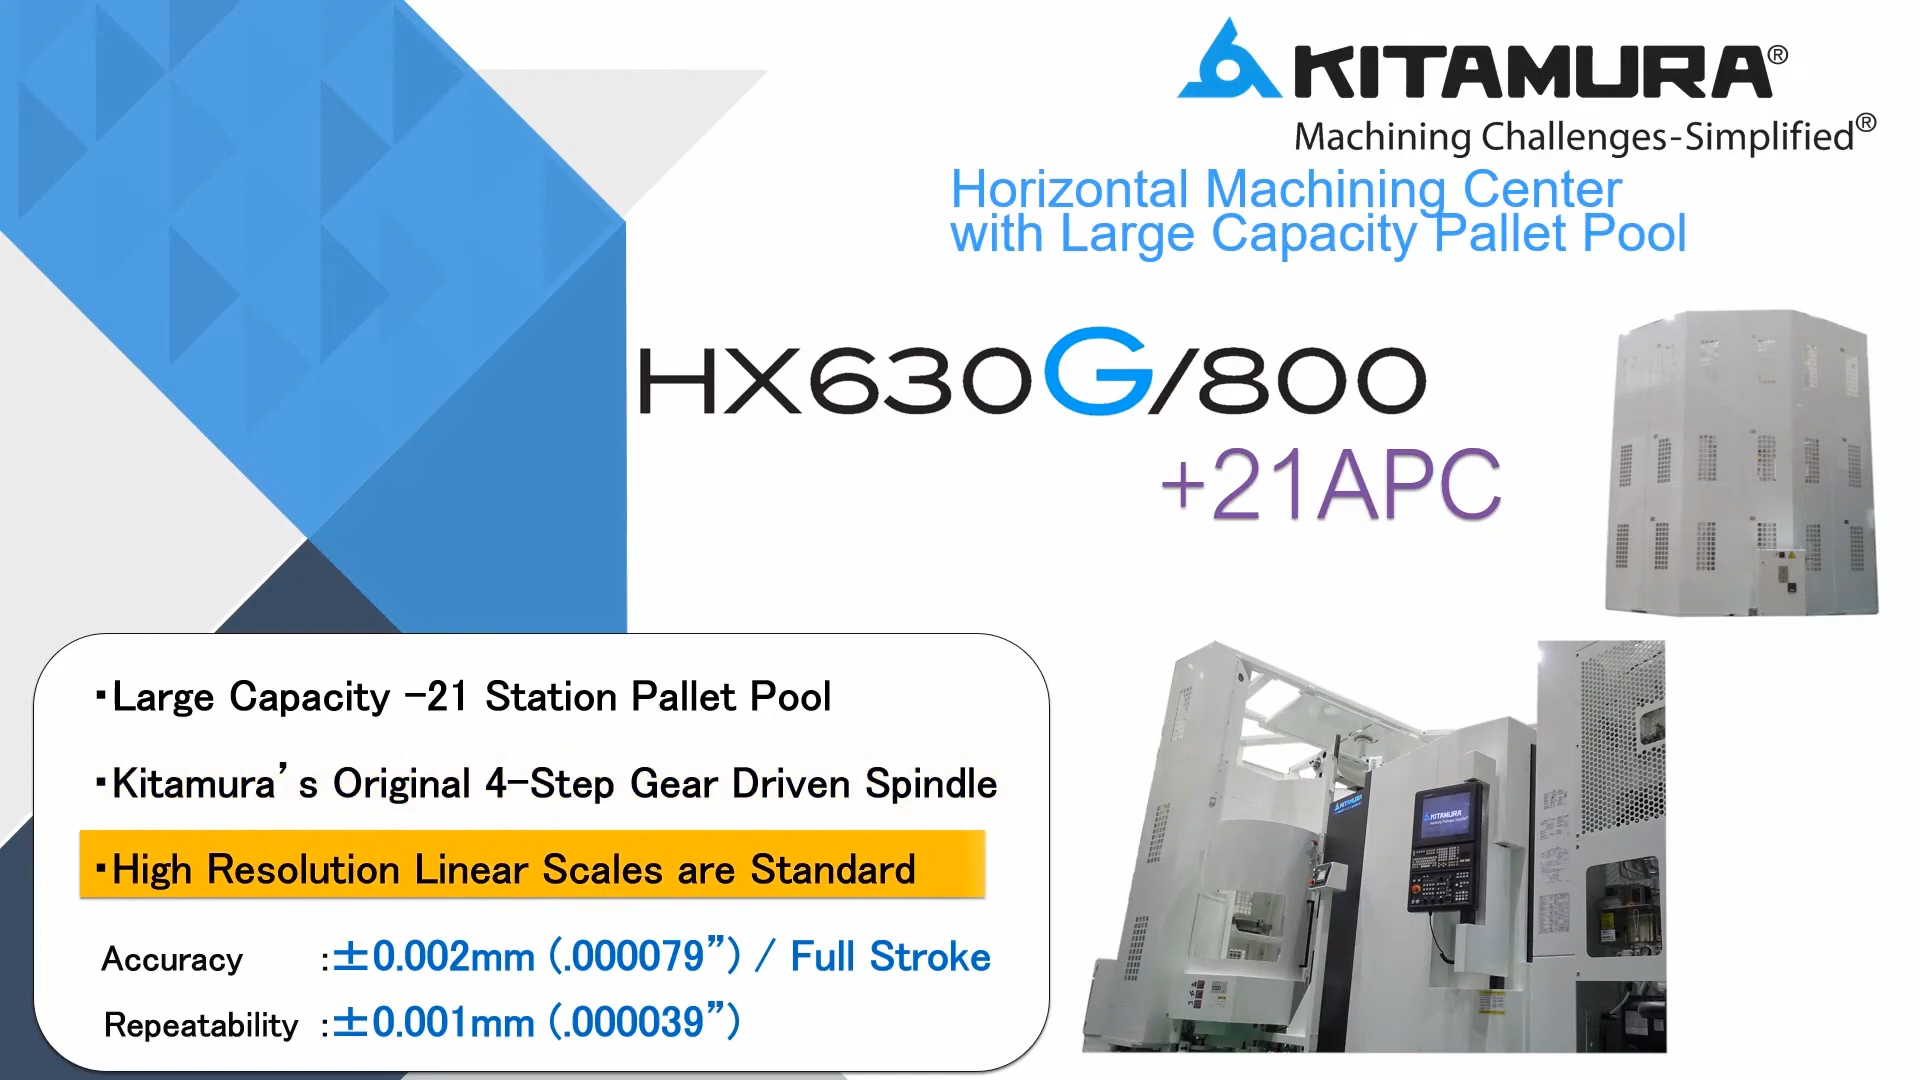 KITAMURA®
Machining Challenges-Simplified®
Horizontal Machining Center
with Large Capacity Pallet Pool
HX630G/800
+21APC
・Large Capacity -21 Station Pallet Pool
・Kitamura’s Original 4-Step Gear Driven Spindle
・High Resolution Linear Scales are Standard
Accuracy :±0.002mm (.000079”) / Full Stroke
Repeatability :±0.001mm (.000039”)
KITAMURA
KITAMURA